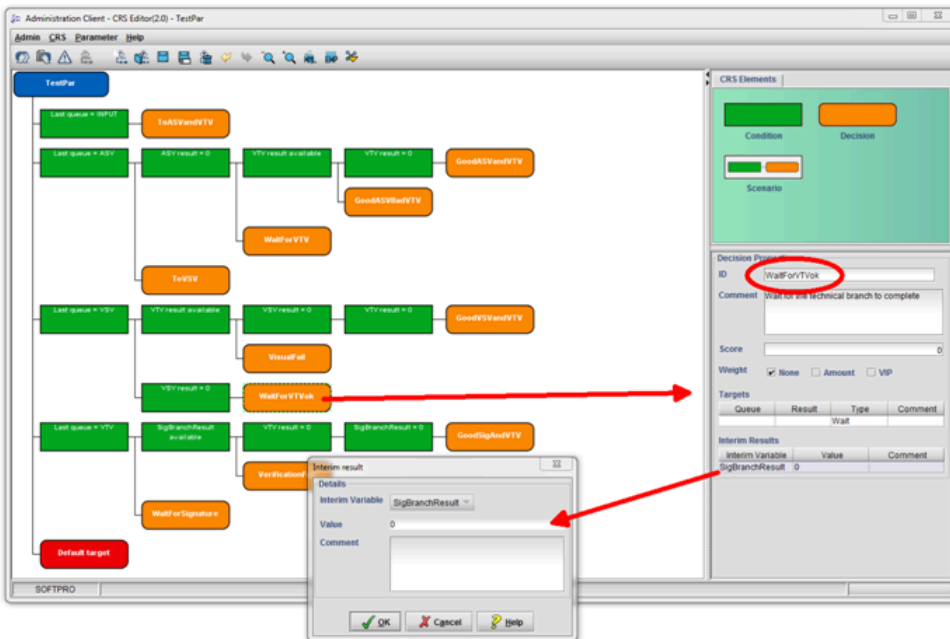 Administration Client - CRS Editor(2.0) - TestPar
Admin CRS Parameter Help
TestPar
Last queue = INPUT
ToASVandVTV
Last queue = ASV
ASV result = 0
VTV result available
VTV result = 0
GoodASVandVTV
GoodASVBadVTV
WaitForVTV
ToVSV
Last queue = VSV
VTV result available
VSV result = 0
VTV result = 0
GoodVSVandVTV
VisualFail
VSV result = 0
WaitForVTVok
Last queue = VTV
SigBranchResult
available
VTV result = 0
SigBranchResult = 0
GoodSigAndVTV
WaitForSignature
Default target
SOFTPRO
CRS Elements
Condition
Decision
Scenario
ID
WaitForVTVok
Comment
Wait for the technical branch to complete
Score
0
Weight
None
Amount
VIP
Targets
Queue Result Type Comment
Wait
Interim Results
Interim Variable Value Comment
SigBranchResult 0
Interim result
Details
Interim Variable
SigBranchResult
Value
0
Comment
OK
Cancel
Help